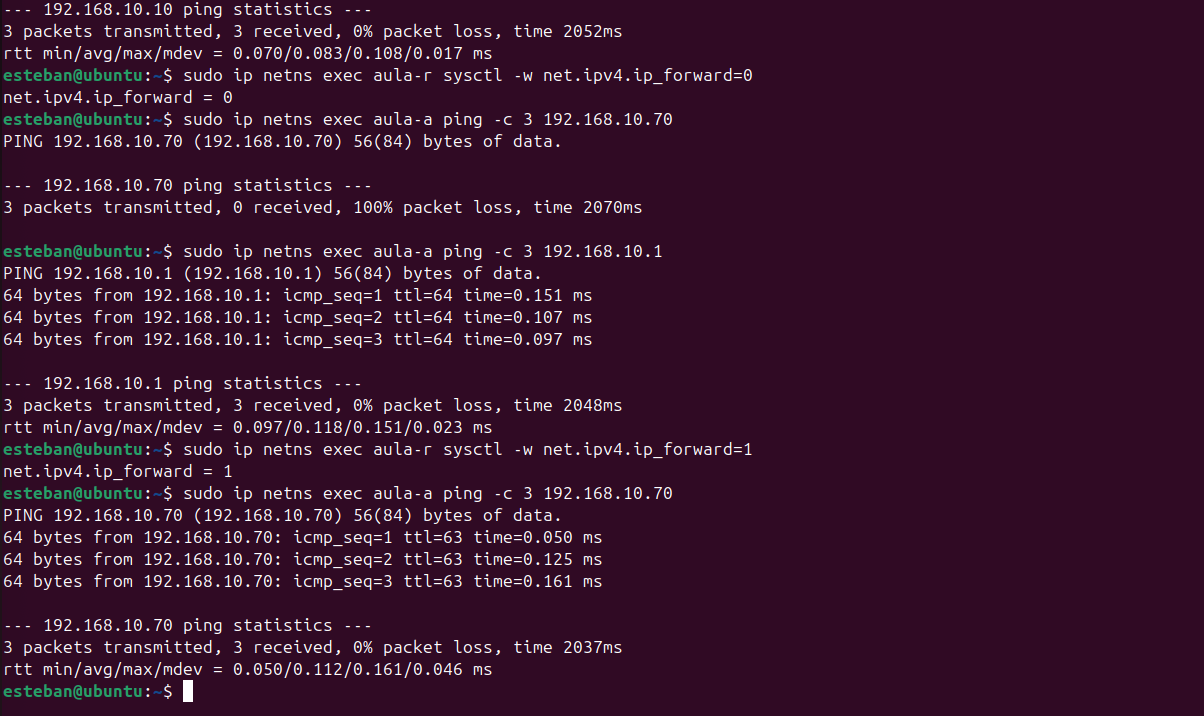 --- 192.168.10.10 ping statistics ---
3 packets transmitted, 3 received, 0% packet loss, time 2052ms
rtt min/avg/max/mdev = 0.070/0.083/0.108/0.017 ms
esteban@ubuntu:~$ sudo ip netns exec aula-r sysctl -w net.ipv4.ip_forward=0
net.ipv4.ip_forward = 0
esteban@ubuntu:~$ sudo ip netns exec aula-a ping -c 3 192.168.10.70
PING 192.168.10.70 (192.168.10.70) 56(84) bytes of data.

--- 192.168.10.70 ping statistics ---
3 packets transmitted, 0 received, 100% packet loss, time 2070ms

esteban@ubuntu:~$ sudo ip netns exec aula-a ping -c 3 192.168.10.1
PING 192.168.10.1 (192.168.10.1) 56(84) bytes of data.
64 bytes from 192.168.10.1: icmp_seq=1 ttl=64 time=0.151 ms
64 bytes from 192.168.10.1: icmp_seq=2 ttl=64 time=0.107 ms
64 bytes from 192.168.10.1: icmp_seq=3 ttl=64 time=0.097 ms

--- 192.168.10.1 ping statistics ---
3 packets transmitted, 3 received, 0% packet loss, time 2048ms
rtt min/avg/max/mdev = 0.097/0.118/0.151/0.023 ms
esteban@ubuntu:~$ sudo ip netns exec aula-r sysctl -w net.ipv4.ip_forward=1
net.ipv4.ip_forward = 1
esteban@ubuntu:~$ sudo ip netns exec aula-a ping -c 3 192.168.10.70
PING 192.168.10.70 (192.168.10.70) 56(84) bytes of data.
64 bytes from 192.168.10.70: icmp_seq=1 ttl=63 time=0.050 ms
64 bytes from 192.168.10.70: icmp_seq=2 ttl=63 time=0.125 ms
64 bytes from 192.168.10.70: icmp_seq=3 ttl=63 time=0.161 ms

--- 192.168.10.70 ping statistics ---
3 packets transmitted, 3 received, 0% packet loss, time 2037ms
rtt min/avg/max/mdev = 0.050/0.112/0.161/0.046 ms
esteban@ubuntu:~$